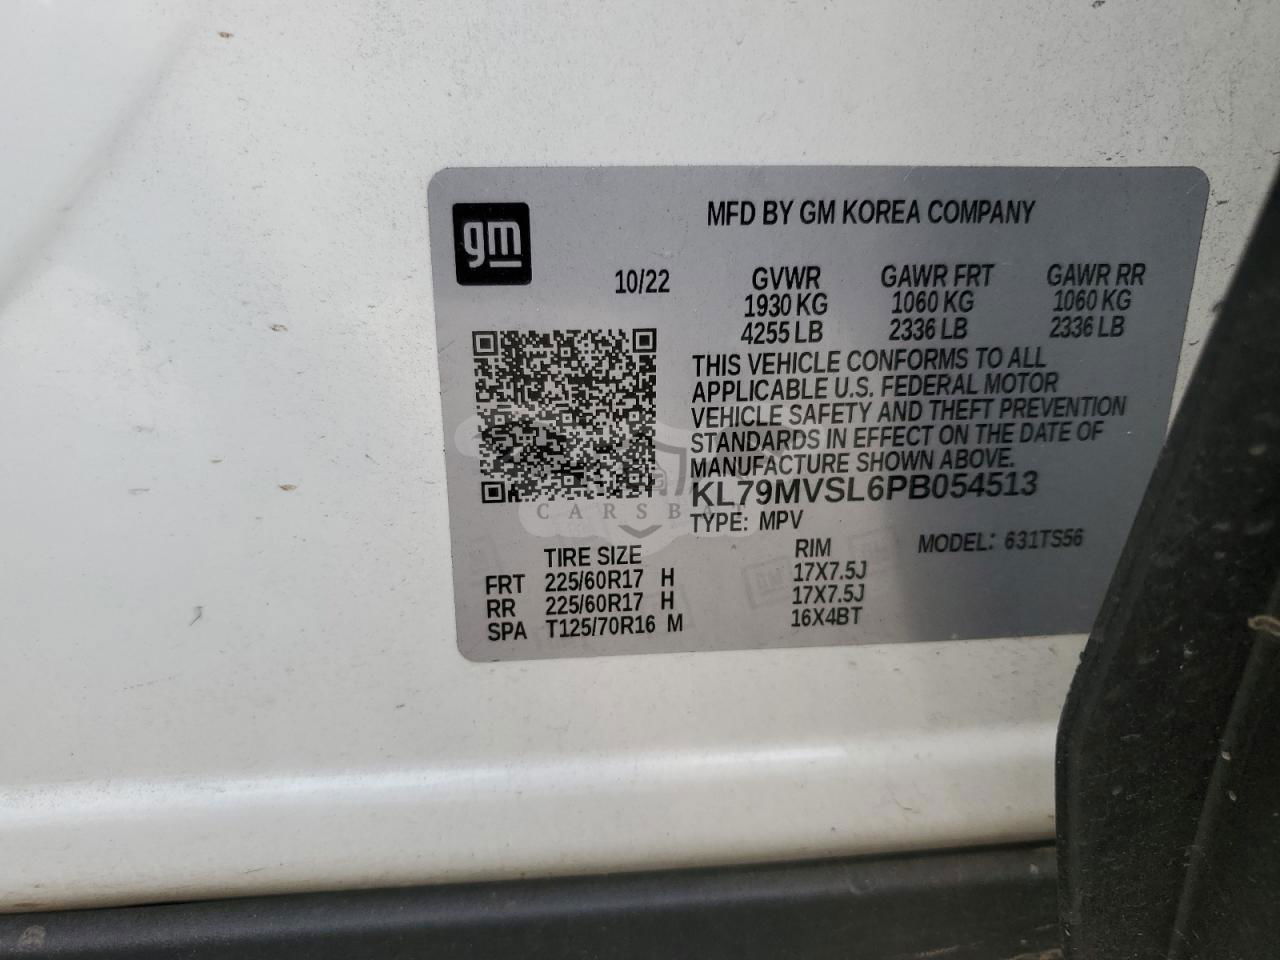 gm
MFD BY GM KOREA COMPANY
10/22
GVWR GAWR FRT GAWR RR
1930 KG 1060 KG 1060 KG
4255 LB 2336 LB 2336 LB
THIS VEHICLE CONFORMS TO ALL
APPLICABLE U.S. FEDERAL MOTOR
VEHICLE SAFETY AND THEFT PREVENTION
STANDARDS IN EFFECT ON THE DATE OF
MANUFACTURE SHOWN ABOVE.
KL79MVSL6PB054513
TYPE: MPV
MODEL: 631TS56
TIRE SIZE RIM
FRT 225/60R17 H 17X7.5J
RR 225/60R17 H 17X7.5J
SPA T125/70R16 M 16X4BT